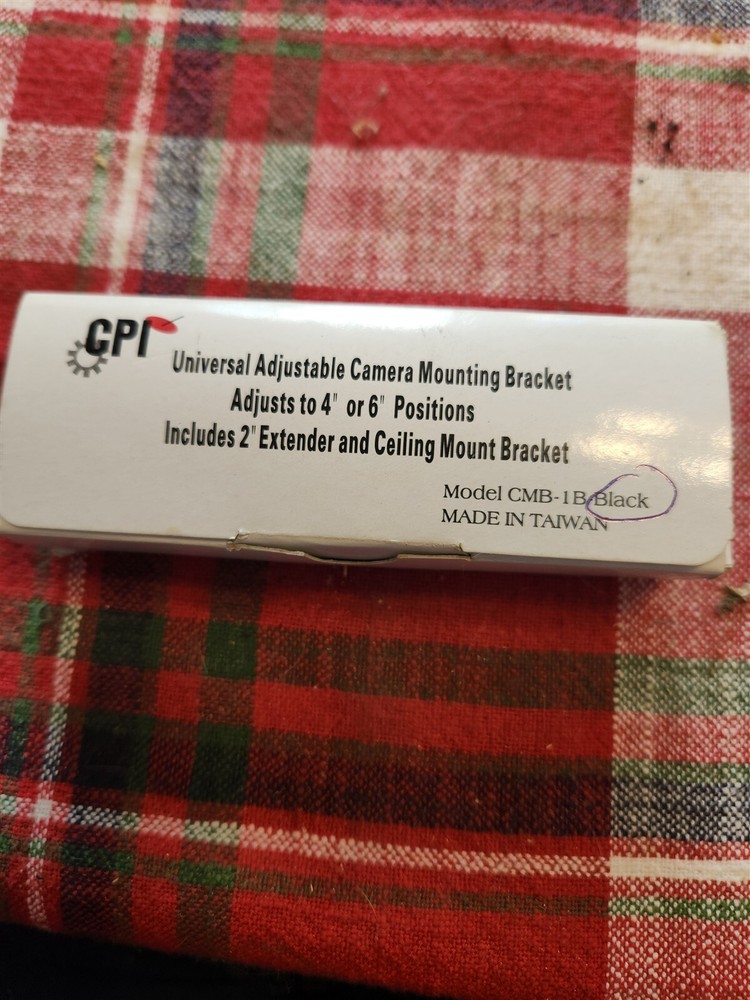 CPI
Universal Adjustable Camera Mounting Bracket
Adjusts to 4" or 6" Positions
Includes 2" Extender and Ceiling Mount Bracket
Model CMB-1B-Black
MADE IN TAIWAN